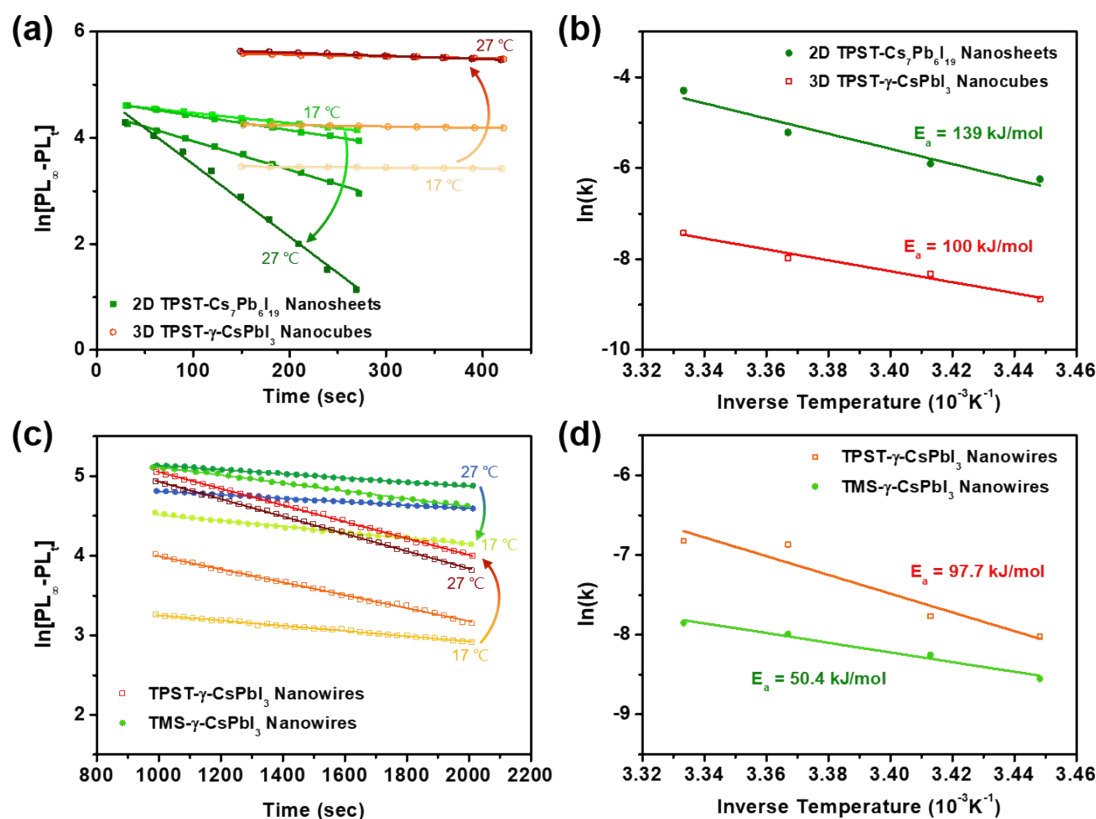 (a)
6
4
2
0
ln[PL∞-PLt]
27 ℃
17 ℃
17 ℃
27 ℃
2D TPST-Cs7Pb6I19 Nanosheets
3D TPST-γ-CsPbI3 Nanocubes
0 100 200 300 400
Time (sec)
(b)
-4
-6
-8
-10
ln(k)
2D TPST-Cs7Pb6I19 Nanosheets
3D TPST-γ-CsPbI3 Nanocubes
Ea = 139 kJ/mol
Ea = 100 kJ/mol
3.32 3.34 3.36 3.38 3.40 3.42 3.44 3.46
Inverse Temperature (10-3K-1)
(c)
5
4
3
2
ln[PL∞-PLt]
27 ℃
17 ℃
27 ℃
17 ℃
TPST-γ-CsPbI3 Nanowires
TMS-γ-CsPbI3 Nanowires
800 1000 1200 1400 1600 1800 2000 2200
Time (sec)
(d)
-6
-7
-8
-9
ln(k)
TPST-γ-CsPbI3 Nanowires
TMS-γ-CsPbI3 Nanowires
Ea = 97.7 kJ/mol
Ea = 50.4 kJ/mol
3.32 3.34 3.36 3.38 3.40 3.42 3.44 3.46
Inverse Temperature (10-3K-1)